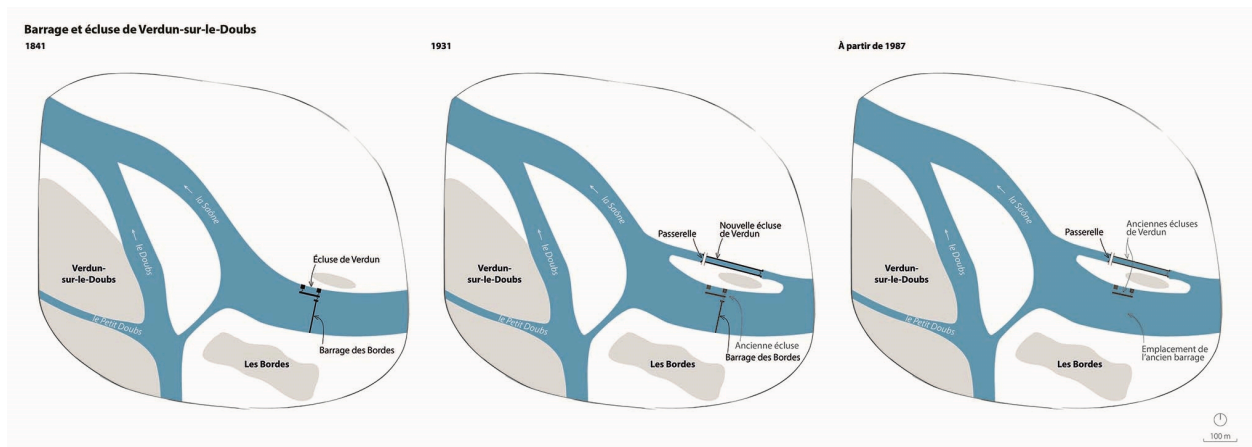 Barrage et écluse de Verdun-sur-le-Doubs
1841
la Saône
le Doubs
Écluse de Verdun
Verdun-
sur-le-Doubs
le Petit Doubs
Barrage des Bordes
Les Bordes
1931
la Saône
le Doubs
Passerelle
Nouvelle écluse
de Verdun
Verdun-
sur-le-Doubs
le Petit Doubs
Ancienne écluse
Barrage des Bordes
Les Bordes
À partir de 1987
la Saône
le Doubs
Passerelle
Anciennes écluses
de Verdun
Verdun-
sur-le-Doubs
le Petit Doubs
Emplacement de
l'ancien barrage
Les Bordes
100 m